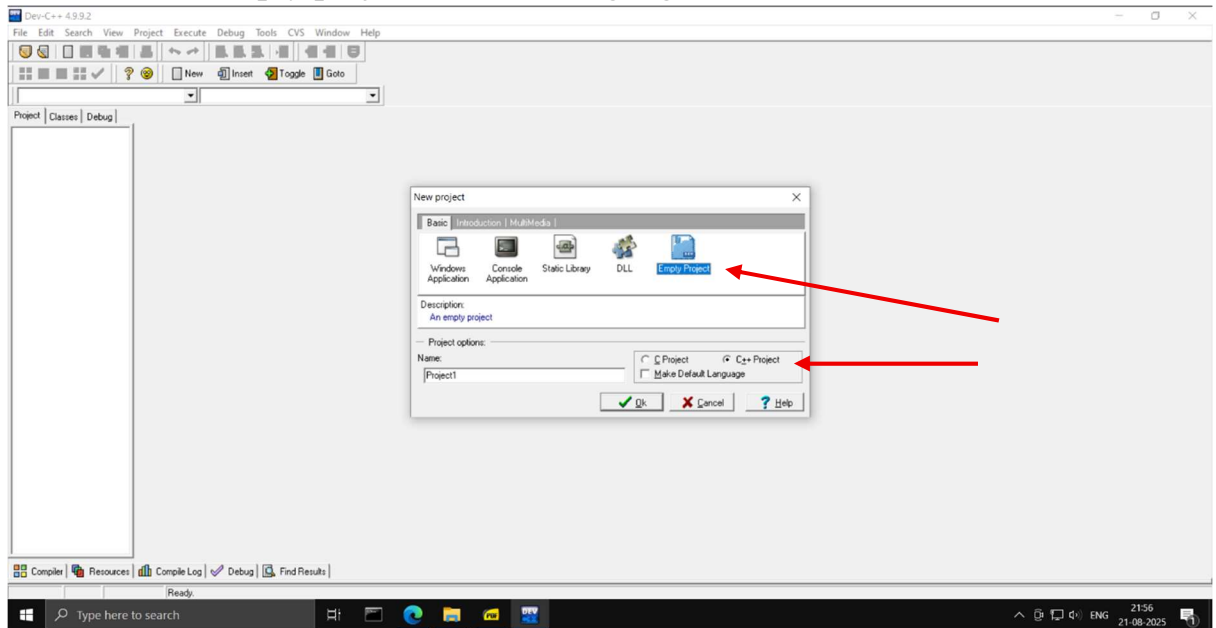 Dev-C++ 4.9.9.2
File Edit Search View Project Execute Debug Tools CVS Window Help
New Insert Toggle Goto
Project Classes Debug
New project
Basic Introduction MultiMedia
Windows Application
Console Application
Static Library
DLL
Empty Project
Description:
An empty project
Project options:
Name:
Project1
C Project C++ Project
Make Default Language
Ok Cancel Help
Compiler Resources Compile Log Debug Find Results
Ready.
Type here to search
ENG
21:56
21-08-2025